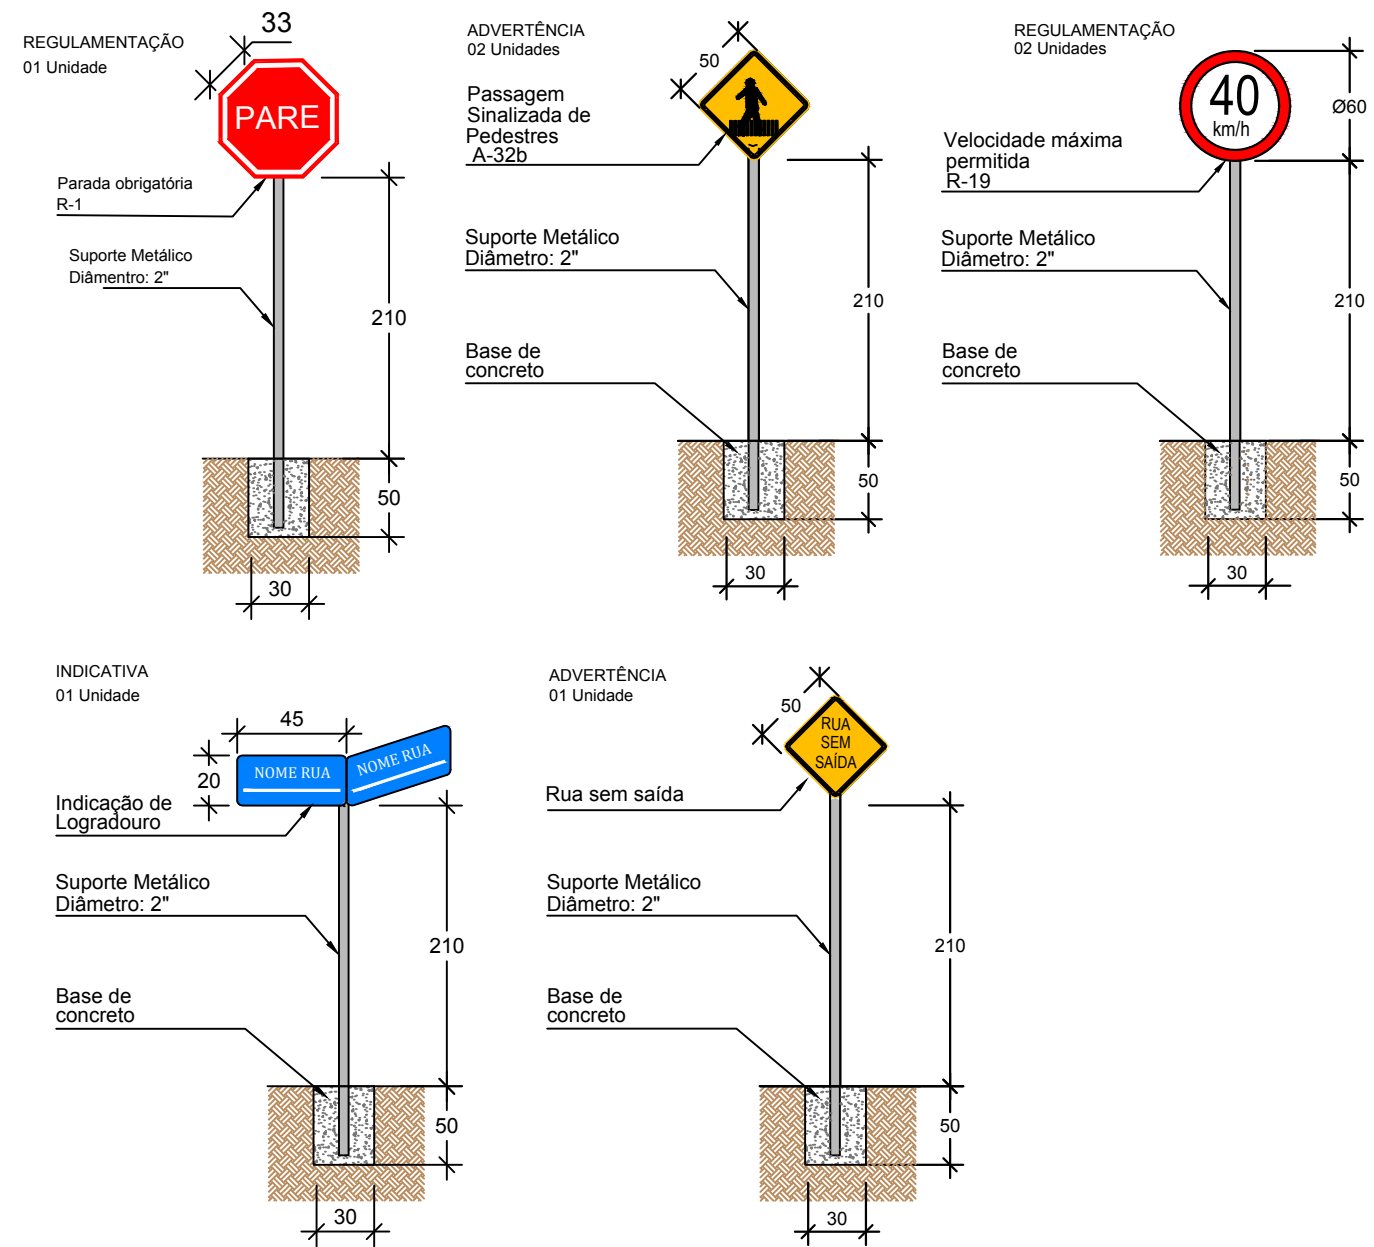 REGULAMENTAÇÃO
01 Unidade
33
PARE
Parada obrigatória
R-1
Suporte Metálico
Diâmentro: 2"
210
50
30
ADVERTÊNCIA
02 Unidades
50
Passagem
Sinalizada de
Pedestres
A-32b
Suporte Metálico
Diâmetro: 2"
210
Base de
concreto
50
30
REGULAMENTAÇÃO
02 Unidades
40
km/h
Ø60
Velocidade máxima
permitida
R-19
Suporte Metálico
Diâmetro: 2"
210
Base de
concreto
50
30
INDICATIVA
01 Unidade
45
20
NOME RUA
NOME RUA
Indicação de
Logradouro
Suporte Metálico
Diâmetro: 2"
210
Base de
concreto
50
30
ADVERTÊNCIA
01 Unidade
50
RUA
SEM
SAÍDA
Rua sem saída
Suporte Metálico
Diâmetro: 2"
210
Base de
concreto
50
30